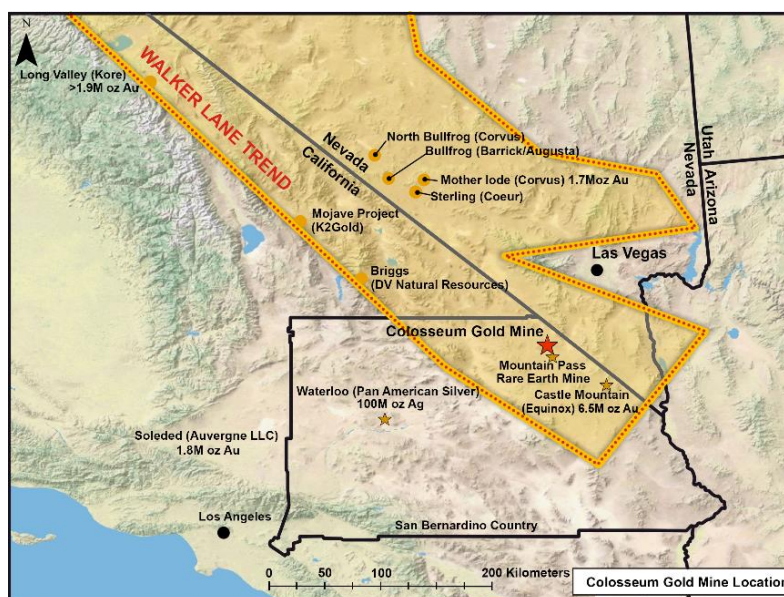 N
Long Valley (Kore)
>1.9M oz Au
WALKER LANE TREND
Nevada
California
North Bullfrog (Corvus)
Bullfrog (Barrick/Augusta)
Mother lode (Corvus) 1.7Moz Au
Sterling (Coeur)
Utah
Arizona
Nevada
Mojave Project
(K2Gold)
Las Vegas
Briggs
(DV Natural Resources)
Colosseum Gold Mine
Mountain Pass
Rare Earth Mine
Castle Mountain
(Equinox) 6.5M oz Au
Waterloo (Pan American Silver)
100M oz Ag
Soleded (Auvergne LLC)
1.8M oz Au
Los Angeles
San Bernardino Country
0 50 100 200 Kilometers
Colosseum Gold Mine Location